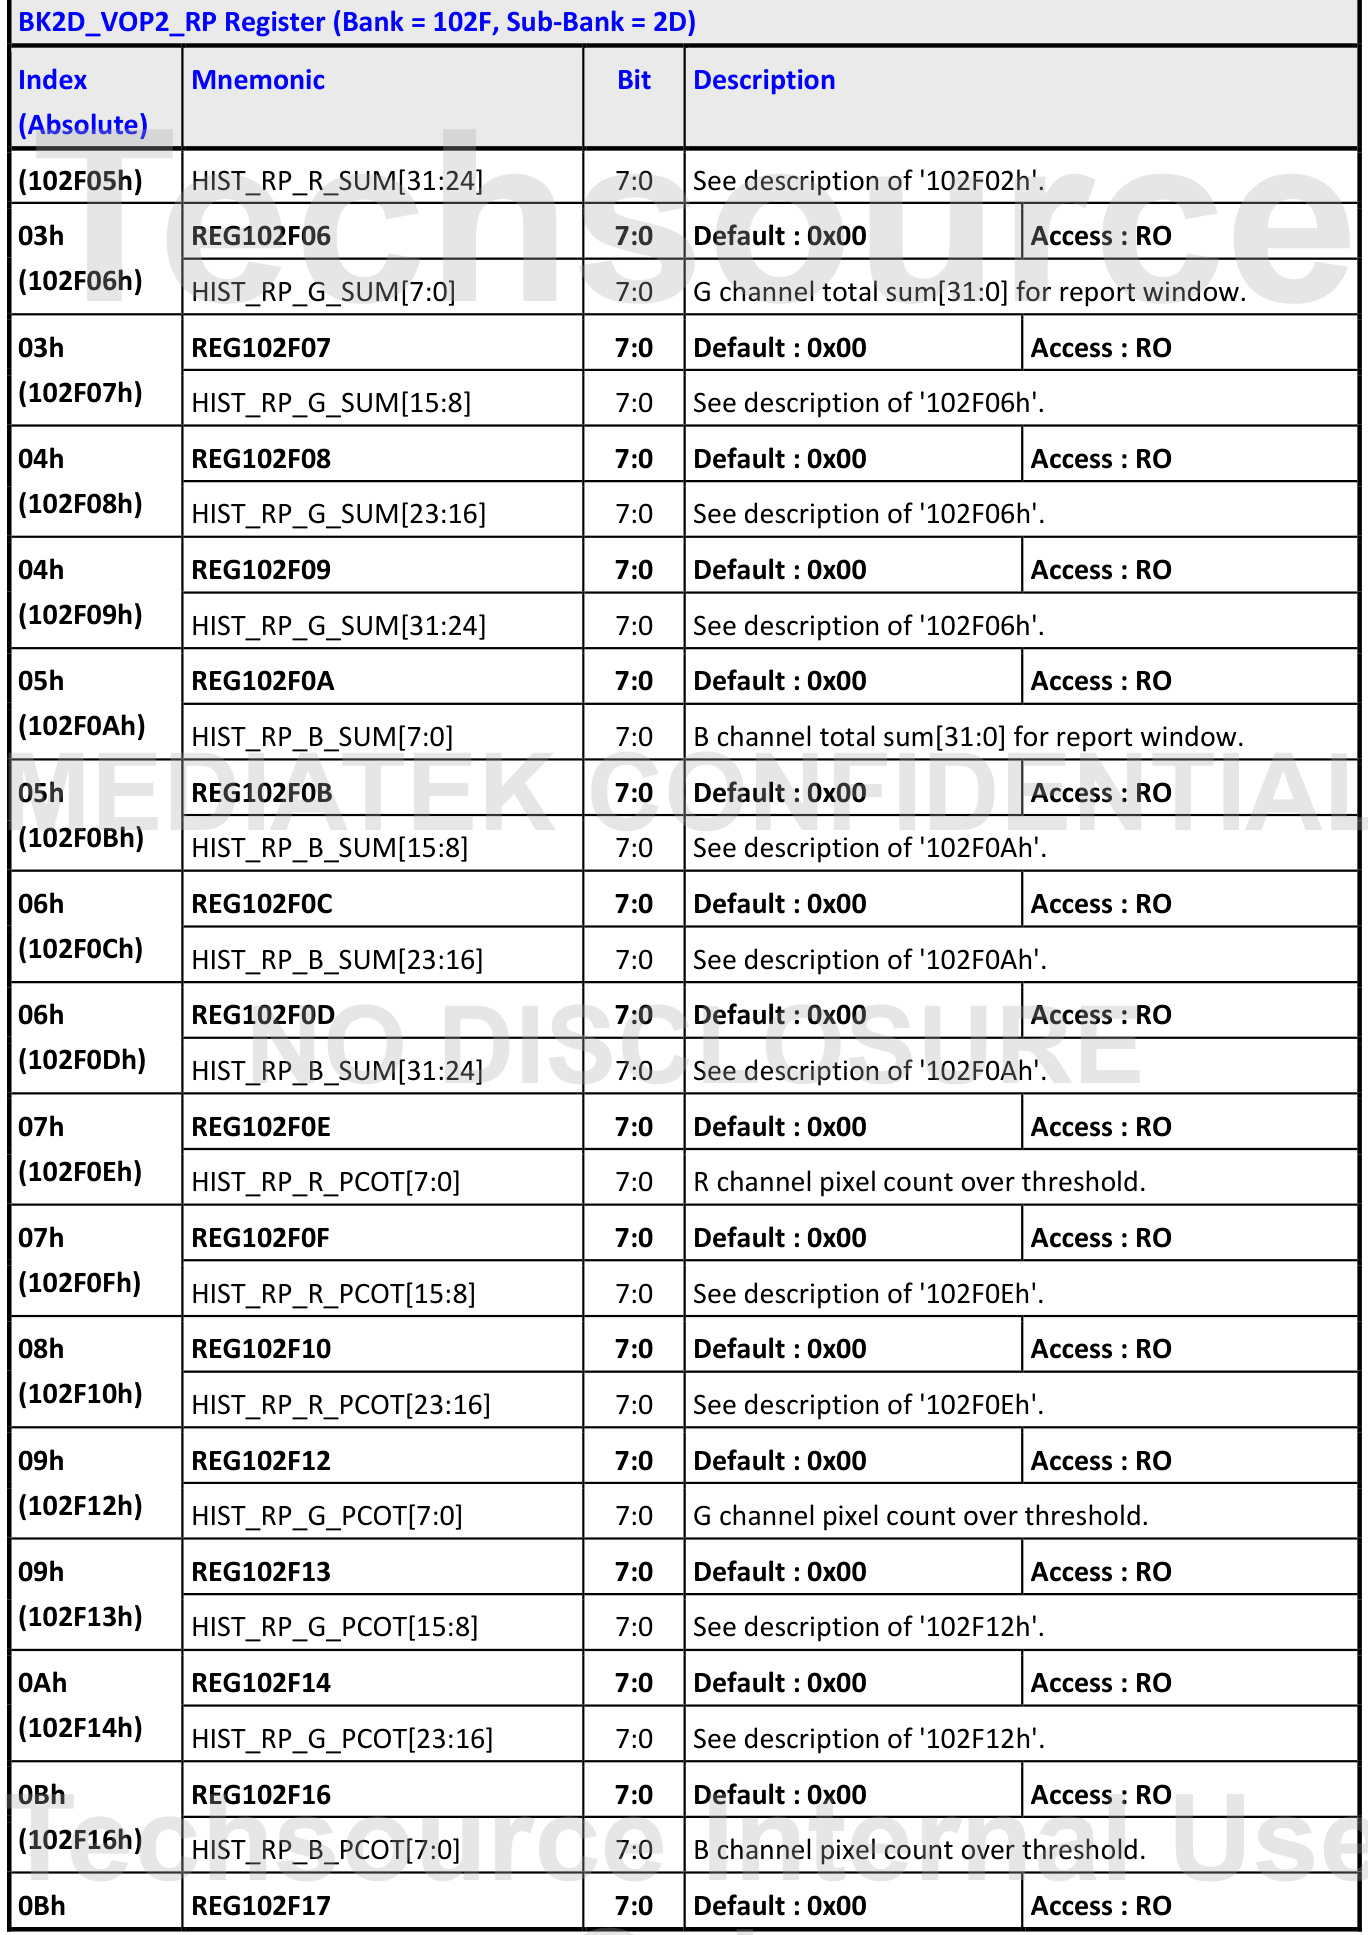 BK2D_VOP2_RP Register (Bank = 102F, Sub-Bank = 2D)
Index Mnemonic Bit Description
(Absolute)
(102F05h) HIST_RP_R_SUM[31:24] 7:0 See description of '102F02h'.
03h REG102F06 7:0 Default : 0x00 Access : RO
(102F06h) HIST_RP_G_SUM[7:0] 7:0 G channel total sum[31:0] for report window.
03h REG102F07 7:0 Default : 0x00 Access : RO
(102F07h) HIST_RP_G_SUM[15:8] 7:0 See description of '102F06h'.
04h REG102F08 7:0 Default : 0x00 Access : RO
(102F08h) HIST_RP_G_SUM[23:16] 7:0 See description of '102F06h'.
04h REG102F09 7:0 Default : 0x00 Access : RO
(102F09h) HIST_RP_G_SUM[31:24] 7:0 See description of '102F06h'.
05h REG102F0A 7:0 Default : 0x00 Access : RO
(102F0Ah) HIST_RP_B_SUM[7:0] 7:0 B channel total sum[31:0] for report window.
05h REG102F0B 7:0 Default : 0x00 Access : RO
(102F0Bh) HIST_RP_B_SUM[15:8] 7:0 See description of '102F0Ah'.
06h REG102F0C 7:0 Default : 0x00 Access : RO
(102F0Ch) HIST_RP_B_SUM[23:16] 7:0 See description of '102F0Ah'.
06h REG102F0D 7:0 Default : 0x00 Access : RO
(102F0Dh) HIST_RP_B_SUM[31:24] 7:0 See description of '102F0Ah'.
07h REG102F0E 7:0 Default : 0x00 Access : RO
(102F0Eh) HIST_RP_R_PCOT[7:0] 7:0 R channel pixel count over threshold.
07h REG102F0F 7:0 Default : 0x00 Access : RO
(102F0Fh) HIST_RP_R_PCOT[15:8] 7:0 See description of '102F0Eh'.
08h REG102F10 7:0 Default : 0x00 Access : RO
(102F10h) HIST_RP_R_PCOT[23:16] 7:0 See description of '102F0Eh'.
09h REG102F12 7:0 Default : 0x00 Access : RO
(102F12h) HIST_RP_G_PCOT[7:0] 7:0 G channel pixel count over threshold.
09h REG102F13 7:0 Default : 0x00 Access : RO
(102F13h) HIST_RP_G_PCOT[15:8] 7:0 See description of '102F12h'.
0Ah REG102F14 7:0 Default : 0x00 Access : RO
(102F14h) HIST_RP_G_PCOT[23:16] 7:0 See description of '102F12h'.
0Bh REG102F16 7:0 Default : 0x00 Access : RO
(102F16h) HIST_RP_B_PCOT[7:0] 7:0 B channel pixel count over threshold.
0Bh REG102F17 7:0 Default : 0x00 Access : RO
Techsource
MEDIATEK CONFIDENTIAL
NO DISCLOSURE
Techsource Internal Use